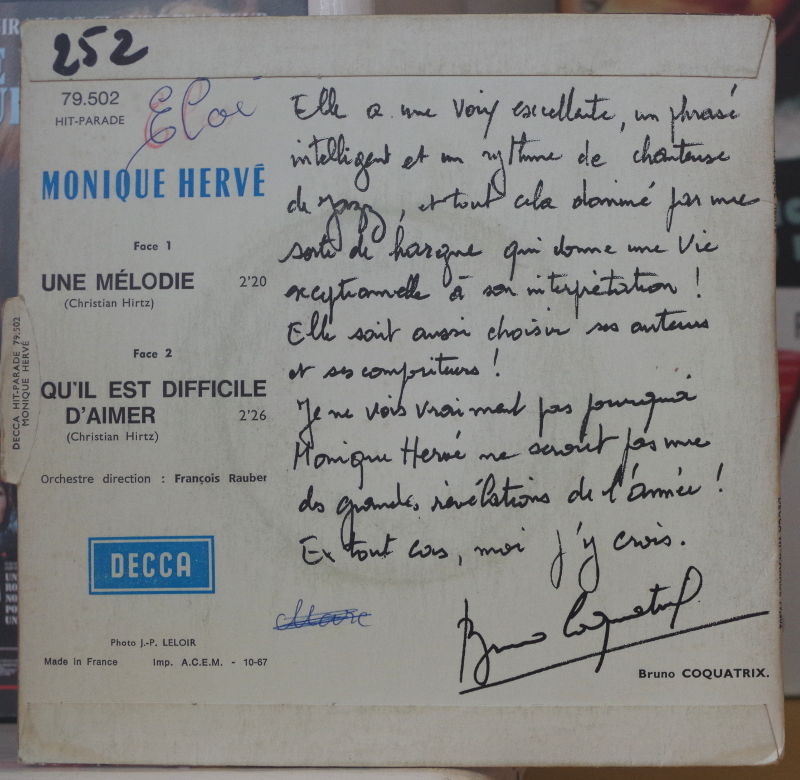 252
79.502
HIT-PARADE
Eloi
MONIQUE HERVÉ
Face 1
UNE MÉLODIE 2'20
(Christian Hirtz)
Face 2
QU'IL EST DIFFICILE
D'AIMER 2'26
(Christian Hirtz)
Orchestre direction : François Rauber
DECCA
Photo J.-P. LELOIR
Made in France Imp. A.C.E.M. - 10-67
DECCA HIT-PARADE 79.502
MONIQUE HERVÉ
Elle a une voix excellente, un phrasé
intelligent et un rythme de chanteuse
de jazz, et tout cela dominé par une
sorte de hargne qui donne une vie
exceptionnelle à son interprétation !
Elle sait aussi choisir ses auteurs
et ses compositeurs !
Je ne vois vraiment pas pourquoi
Monique Hervé ne serait pas une
des grandes révélations de l'année !
En tout cas, moi j'y crois.
Bruno Coquatrix
Bruno COQUATRIX.